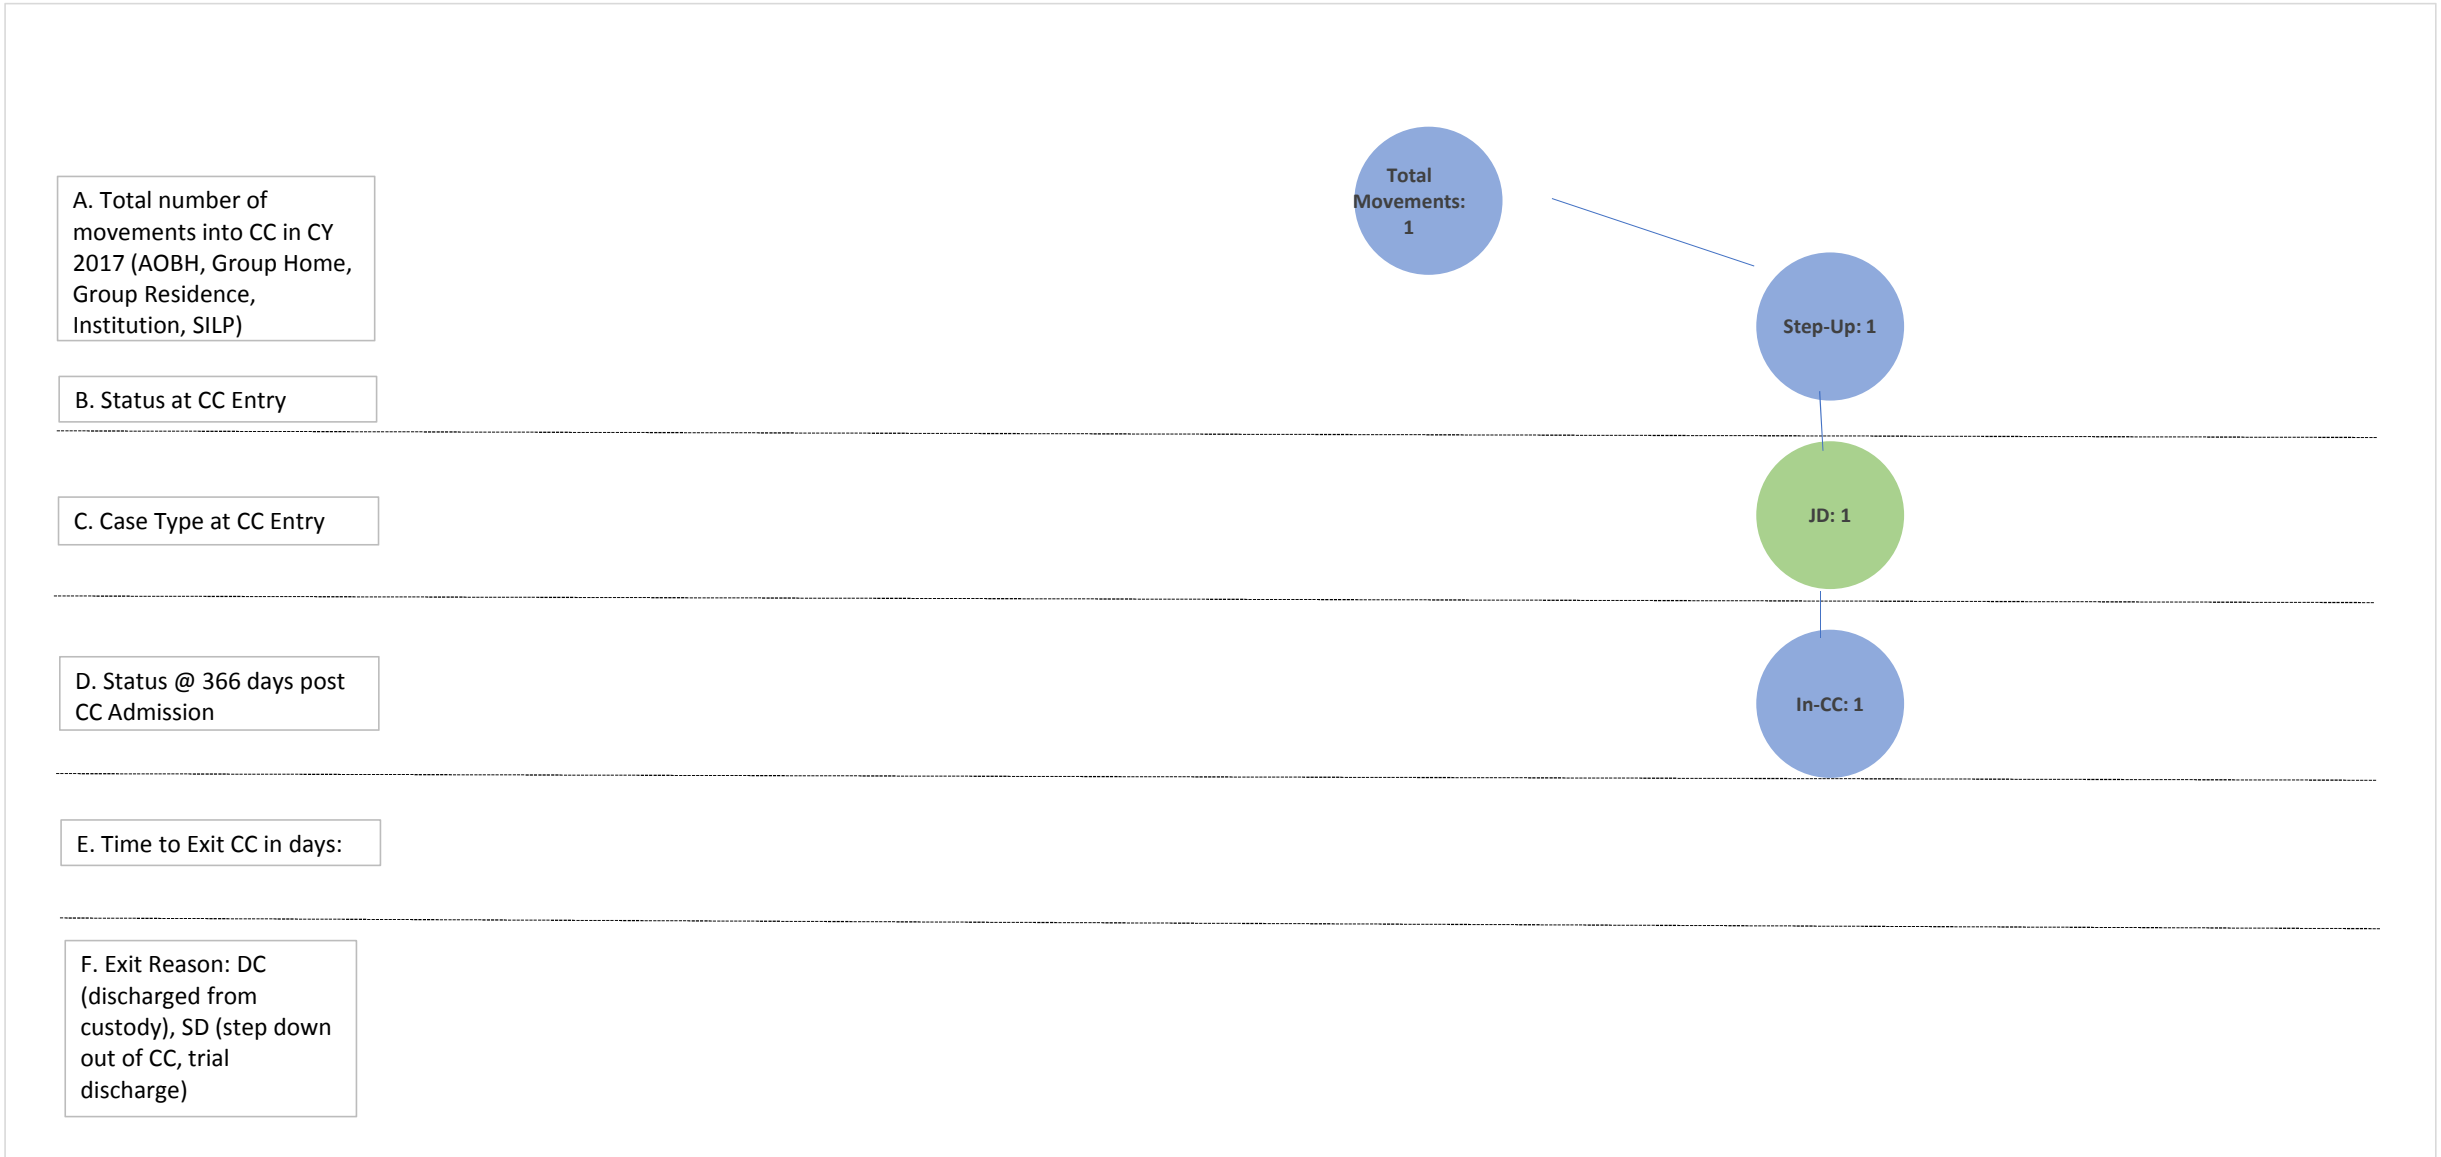 Total
Movements:
1
A. Total number of
movements into CC in CY
2017 (AOBH, Group Home,
Group Residence,
Institution, SILP)
Step-Up: 1
B. Status at CC Entry
C. Case Type at CC Entry
JD: 1
D. Status @ 366 days post
CC Admission
In-CC: 1
E. Time to Exit CC in days:
F. Exit Reason: DC
(discharged from
custody), SD (step down
out of CC, trial
discharge)